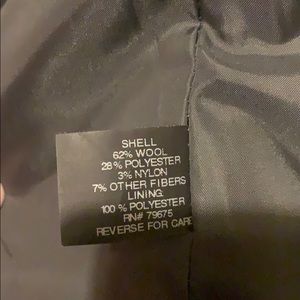 SHELL
62% WOOL
28% POLYESTER
3% NYLON
7% OTHER FIBERS
LINING
100 % POLYESTER
RN# 79675
REVERSE FOR CARE